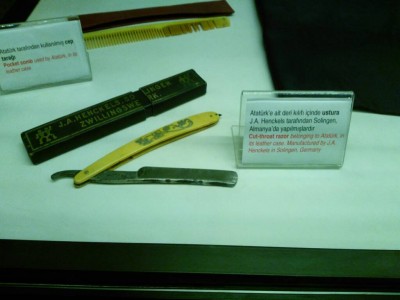 Atatürk tarafından kullanılmış cep
tarağı
Pocket comb used by Atatürk, in its
leather case
J.A. HENCKELS
ZWILLINGSWE
Atatürk'e ait deri kılıfı içinde ustura
J.A. Henckels tarafından Solingen,
Almanya'da yapılmıştır
Cut-throat razor belonging to Atatürk, in
its leather case. Manufactured by J.A.
Henckels in Solingen, Germany